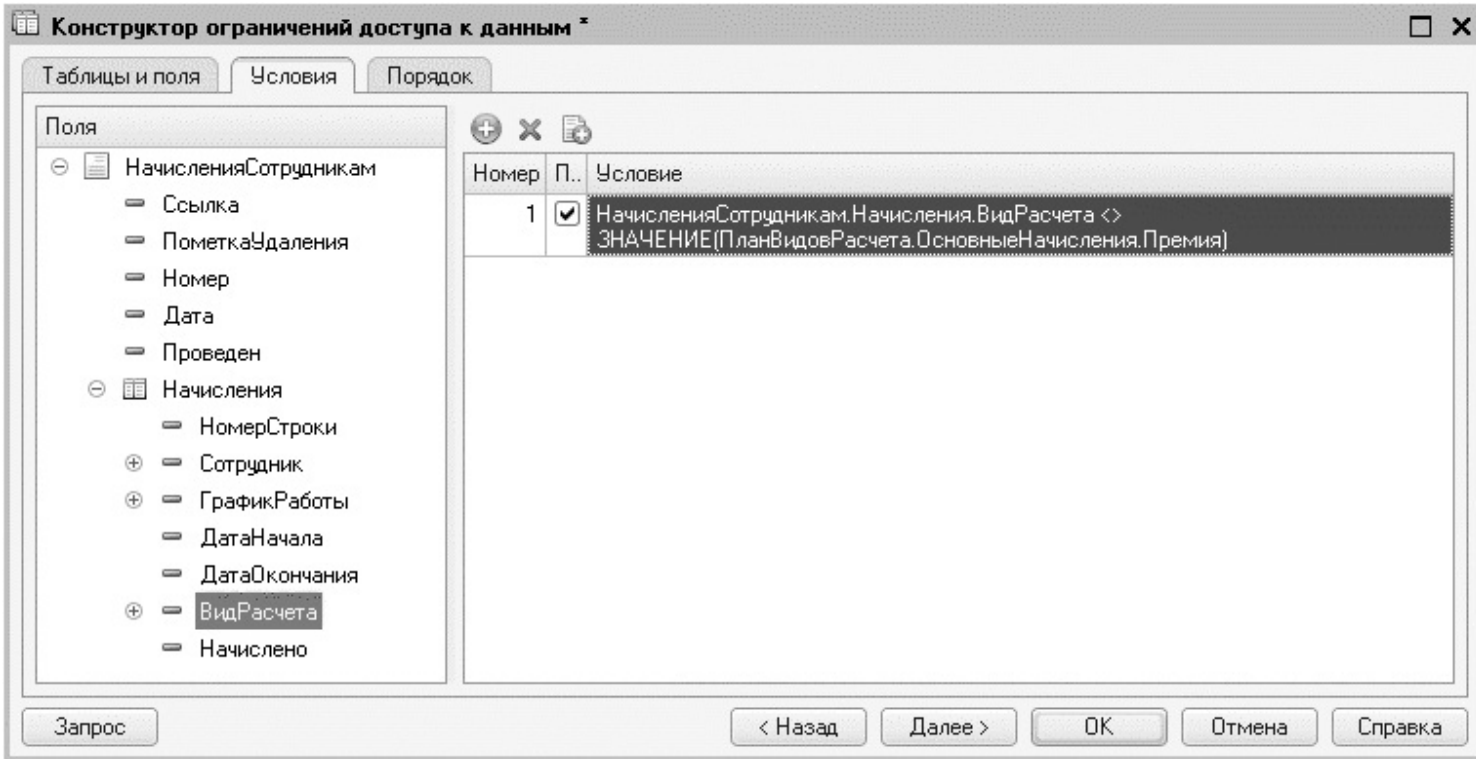 Конструктор ограничений доступа к данным *
Таблицы и поля
Условия
Порядок
Поля
НачисленияСотрудникам
Ссылка
ПометкаУдаления
Номер
Дата
Проведен
Начисления
НомерСтроки
Сотрудник
ГрафикРаботы
ДатаНачала
ДатаОкончания
ВидРасчета
Начислено
Номер П.. Условие
1 НачисленияСотрудникам.Начисления.ВидРасчета <>
ЗНАЧЕНИЕ(ПланВидовРасчета.ОсновныеНачисления.Премия)
Запрос
< Назад
Далее >
ОК
Отмена
Справка